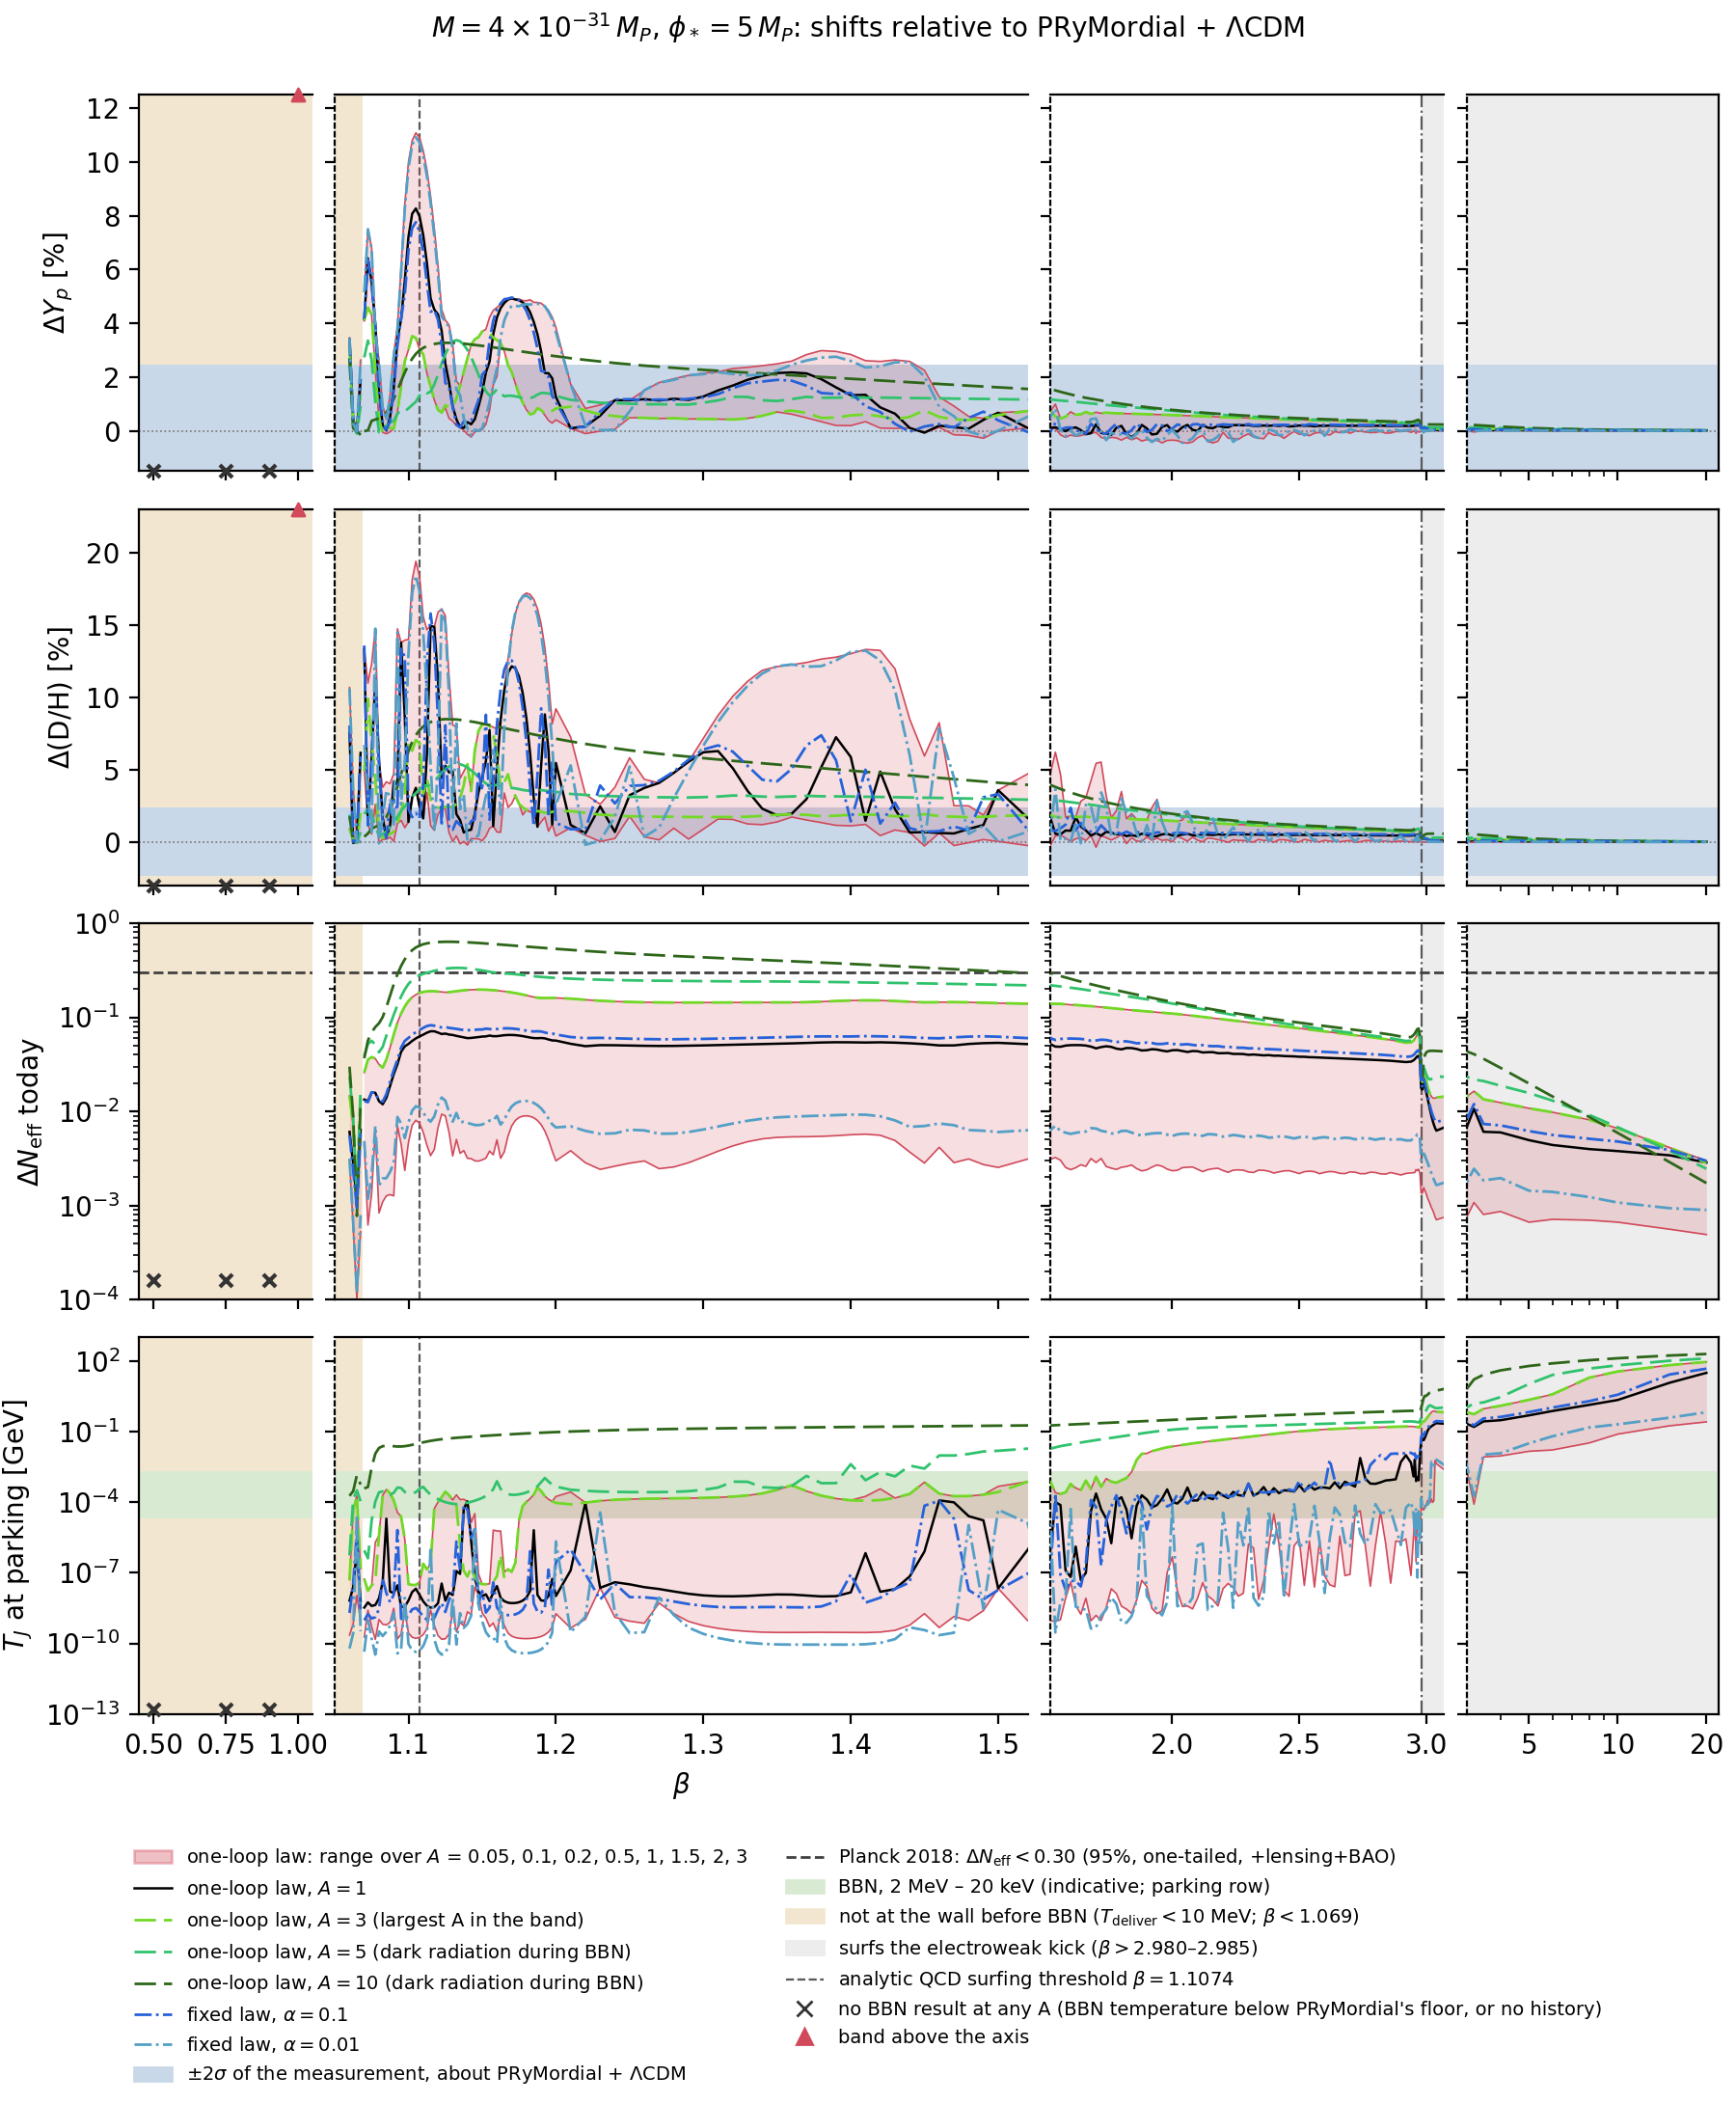 M = 4 × 10⁻³¹ M_P, ϕ_* = 5 M_P: shifts relative to PRyMordial + ΛCDM
ΔY_p [%]
12
10
8
6
4
2
0
Δ(D/H) [%]
20
15
10
5
0
ΔN_eff today
10⁰
10⁻¹
10⁻²
10⁻³
10⁻⁴
T_J at parking [GeV]
10²
10⁻¹
10⁻⁴
10⁻⁷
10⁻¹⁰
10⁻¹³
0.50 0.75 1.00 1.1 1.2 1.3 1.4 1.5 2.0 2.5 3.0 5 10 20
β
one-loop law: range over A = 0.05, 0.1, 0.2, 0.5, 1, 1.5, 2, 3
one-loop law, A = 1
one-loop law, A = 3 (largest A in the band)
one-loop law, A = 5 (dark radiation during BBN)
one-loop law, A = 10 (dark radiation during BBN)
fixed law, α = 0.1
fixed law, α = 0.01
±2σ of the measurement, about PRyMordial + ΛCDM
Planck 2018: ΔN_eff < 0.30 (95%, one-tailed, +lensing+BAO)
BBN, 2 MeV – 20 keV (indicative; parking row)
not at the wall before BBN (T_deliver < 10 MeV; β < 1.069)
surfs the electroweak kick (β > 2.980–2.985)
analytic QCD surfing threshold β = 1.1074
no BBN result at any A (BBN temperature below PRyMordial's floor, or no history)
band above the axis